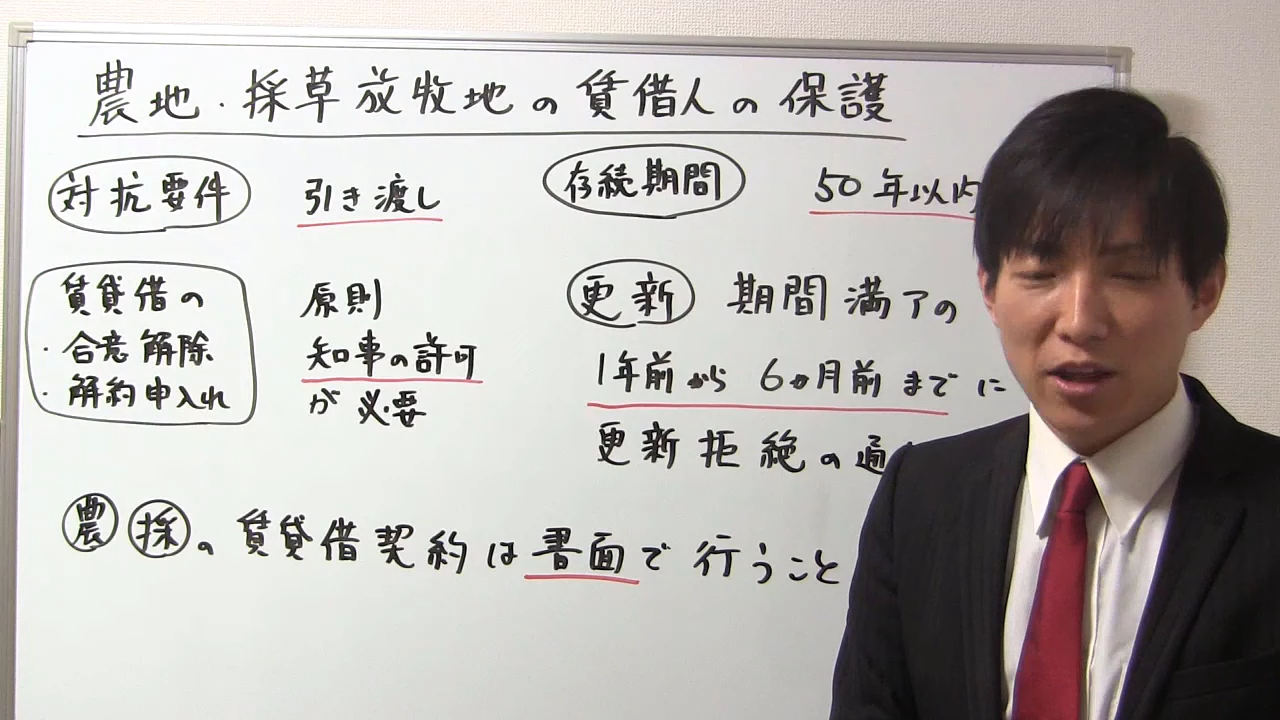 農地・採草放牧地の賃借人の保護
対抗要件 引き渡し
存続期間 50年以内
賃貸借の
・合意解除
・解約申入れ
原則
知事の許可
が必要
更新 期間満了の
1年前から6ヵ月前までに
更新拒絶の通
農 採の賃貸借契約は書面で行うこと